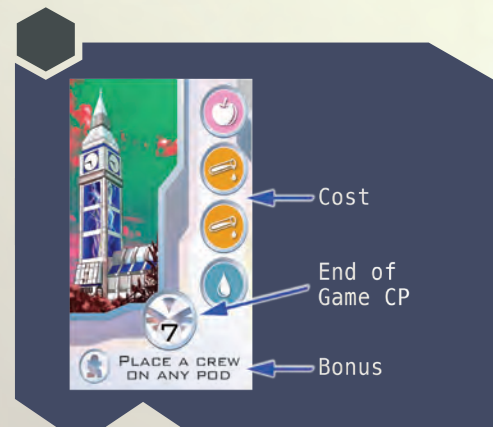 Cost
End of
Game CP
7
PLACE A CREW
ON ANY POD
Bonus